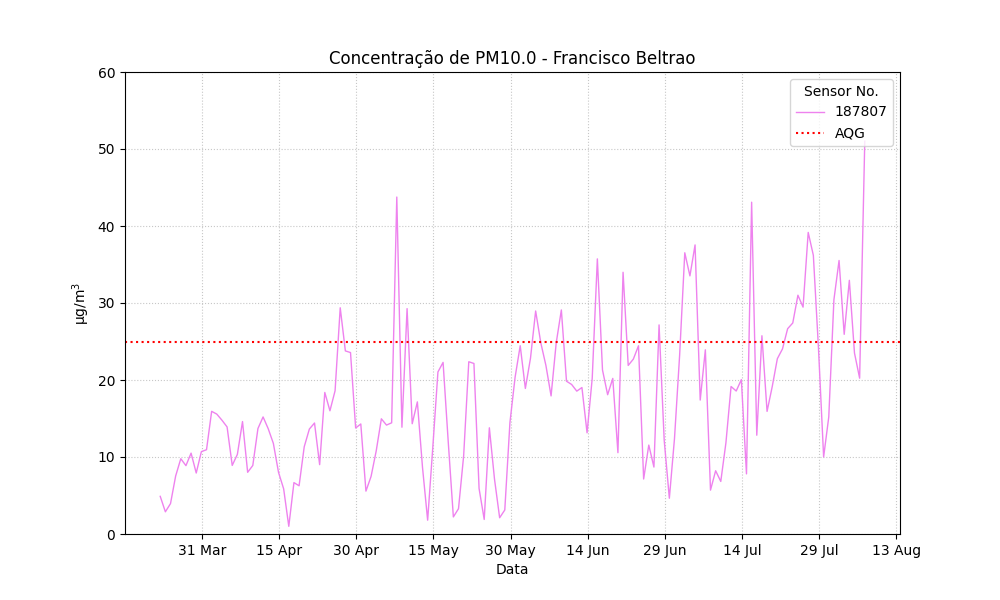 Concentração de PM10.0 - Francisco Beltrao
Sensor No.
187807
AQG
60
50
40
30
20
10
0
µg/m³
31 Mar
15 Apr
30 Apr
15 May
30 May
14 Jun
29 Jun
14 Jul
29 Jul
13 Aug
Data